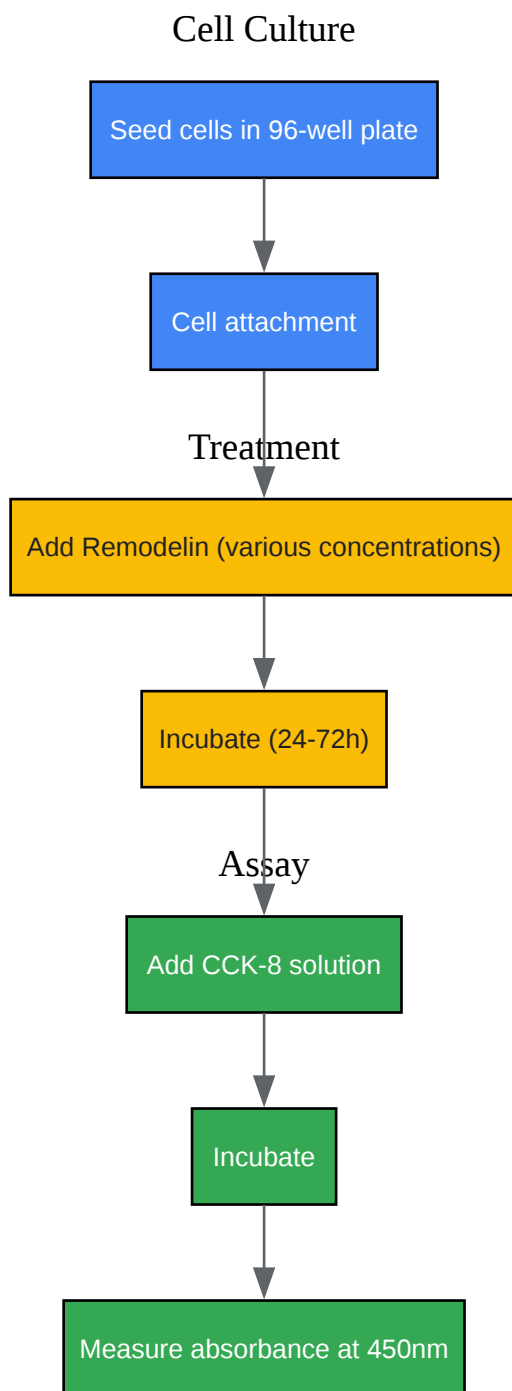 Cell Culture
Seed cells in 96-well plate
Cell attachment
Treatment
Add Remodelin (various concentrations)
Incubate (24-72h)
Assay
Add CCK-8 solution
Incubate
Measure absorbance at 450nm